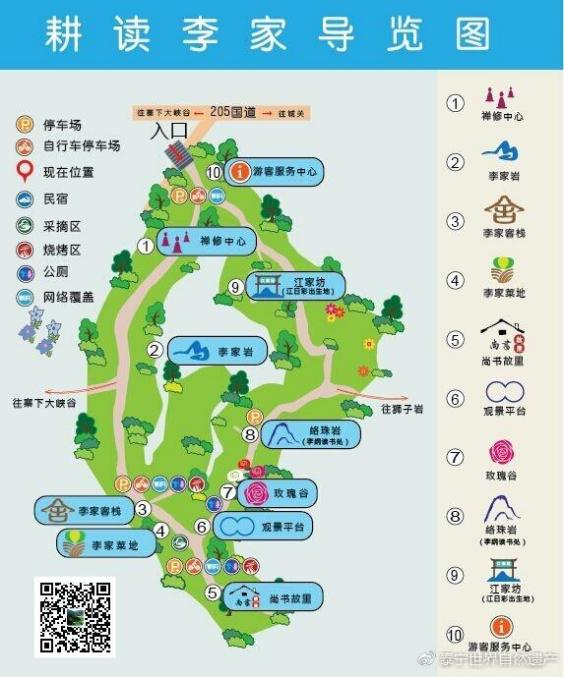 耕读李家导览图
往寨下大峡谷 ← 205国道 → 往城关
入口
停车场
自行车停车场
现在位置
民宿
采摘区
烧烤区
公厕
网络覆盖
⑩ 游客服务中心
① 禅修中心
⑨ 江家坊
(江日彩出生地)
② 李家岩
往寨下大峡谷
往狮子岩
⑧ 络珠岩
(李纲读书处)
⑦ 玫瑰谷
③ 李家客栈
⑥ 观景平台
④ 李家菜地
⑤ 尚书故里
① 禅修中心
② 李家岩
③ 李家客栈
④ 李家菜地
⑤ 尚书故里
⑥ 观景平台
⑦ 玫瑰谷
⑧ 络珠岩
(李纲读书处)
⑨ 江家坊
(江日彩出生地)
⑩ 游客服务中心
@泰宁世界自然遗产